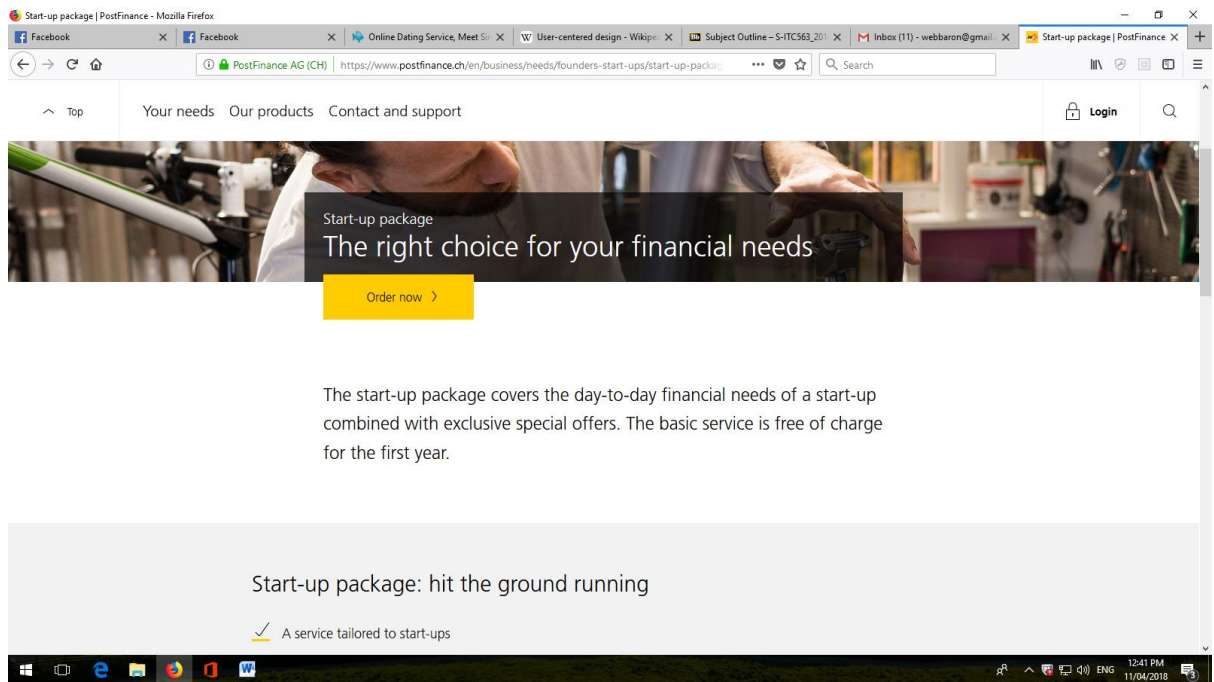 Start-up package | PostFinance - Mozilla Firefox
Facebook
Facebook
Online Dating Service, Meet Sin
User-centered design - Wikipe
Subject Outline – S-ITC563_201
Inbox (11) - webbaron@gmail.
Start-up package | PostFinance
PostFinance AG (CH)
https://www.postfinance.ch/en/business/needs/founders-start-ups/start-up-packag
Search
Top
Your needs
Our products
Contact and support
Login
Start-up package
The right choice for your financial needs
Order now
The start-up package covers the day-to-day financial needs of a start-up
combined with exclusive special offers. The basic service is free of charge
for the first year.
Start-up package: hit the ground running
A service tailored to start-ups
ENG
12:41 PM
11/04/2018